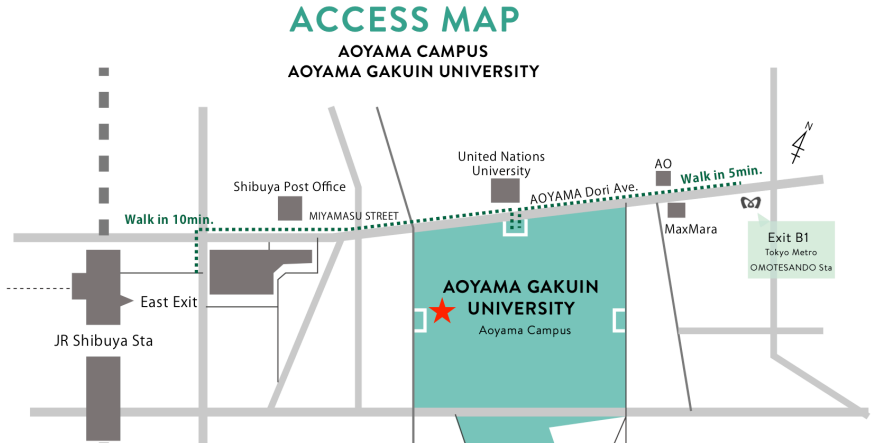 ACCESS MAP
AOYAMA CAMPUS
AOYAMA GAKUIN UNIVERSITY
N
United Nations
University
AO
Walk in 5min.
Shibuya Post Office
AOYAMA Dori Ave.
Walk in 10min.
MIYAMASU STREET
MaxMara
Exit B1
Tokyo Metro
OMOTESANDO Sta
East Exit
AOYAMA GAKUIN
UNIVERSITY
Aoyama Campus
JR Shibuya Sta